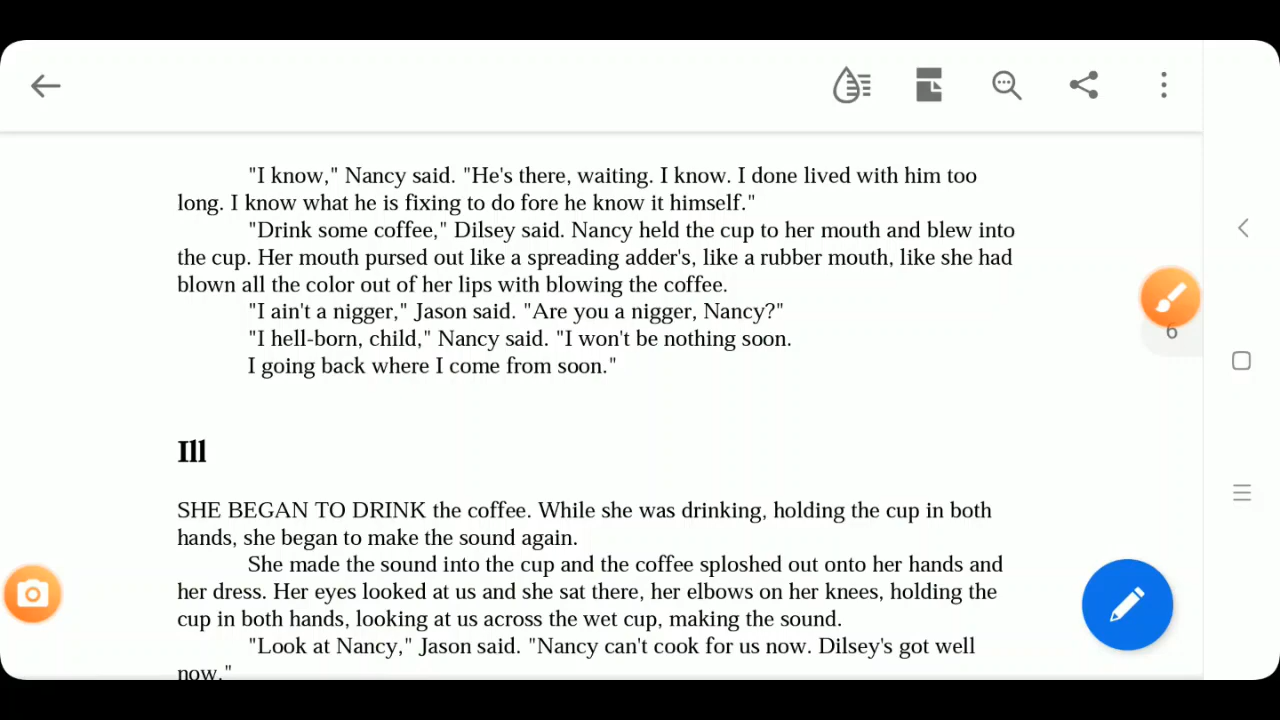 "I know," Nancy said. "He's there, waiting. I know. I done lived with him too
long. I know what he is fixing to do fore he know it himself."
"Drink some coffee," Dilsey said. Nancy held the cup to her mouth and blew into
the cup. Her mouth pursed out like a spreading adder's, like a rubber mouth, like she had
blown all the color out of her lips with blowing the coffee.
"I ain't a nigger," Jason said. "Are you a nigger, Nancy?"
"I hell-born, child," Nancy said. "I won't be nothing soon.
I going back where I come from soon."
Ill
SHE BEGAN TO DRINK the coffee. While she was drinking, holding the cup in both
hands, she began to make the sound again.
She made the sound into the cup and the coffee sploshed out onto her hands and
her dress. Her eyes looked at us and she sat there, her elbows on her knees, holding the
cup in both hands, looking at us across the wet cup, making the sound.
"Look at Nancy," Jason said. "Nancy can't cook for us now. Dilsey's got well
now."
6